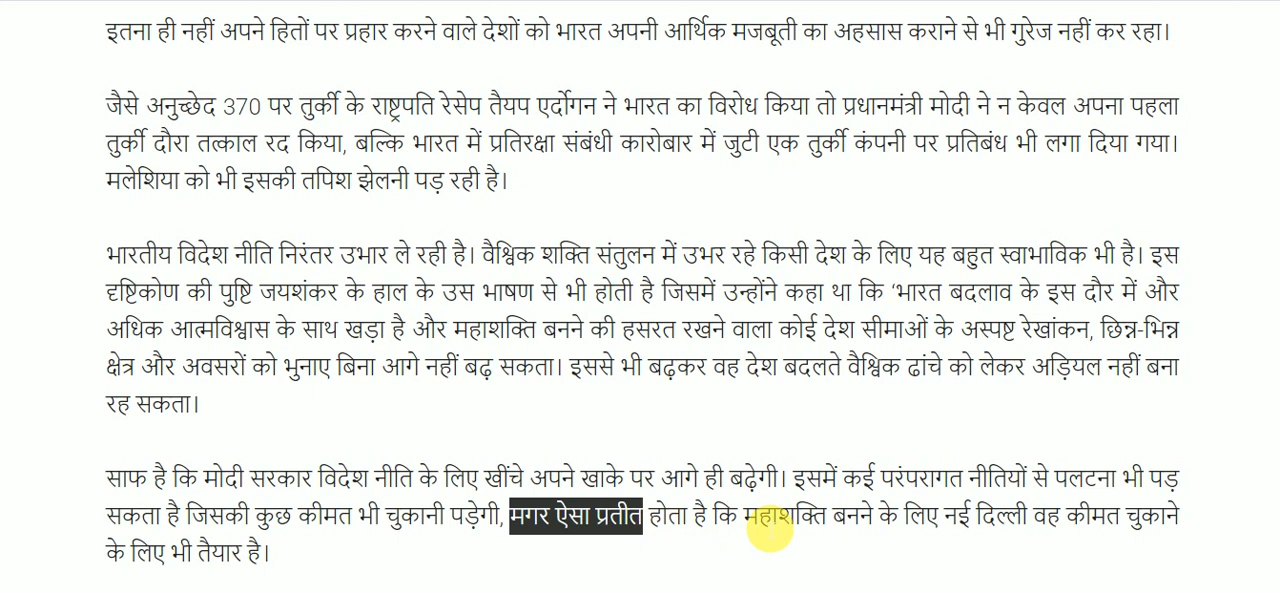 इतना ही नहीं अपने हितों पर प्रहार करने वाले देशों को भारत अपनी आर्थिक मजबूती का अहसास कराने से भी गुरेज नहीं कर रहा।
जैसे अनुच्छेद 370 पर तुर्की के राष्ट्रपति रेसेप तैयप एर्दोगन ने भारत का विरोध किया तो प्रधानमंत्री मोदी ने न केवल अपना पहला
तुर्की दौरा तत्काल रद किया, बल्कि भारत में प्रतिरक्षा संबंधी कारोबार में जुटी एक तुर्की कंपनी पर प्रतिबंध भी लगा दिया गया।
मलेशिया को भी इसकी तपिश झेलनी पड़ रही है।
भारतीय विदेश नीति निरंतर उभार ले रही है। वैश्विक शक्ति संतुलन में उभर रहे किसी देश के लिए यह बहुत स्वाभाविक भी है। इस
दृष्टिकोण की पुष्टि जयशंकर के हाल के उस भाषण से भी होती है जिसमें उन्होंने कहा था कि ‘भारत बदलाव के इस दौर में और
अधिक आत्मविश्वास के साथ खड़ा है और महाशक्ति बनने की हसरत रखने वाला कोई देश सीमाओं के अस्पष्ट रेखांकन, छिन्न-भिन्न
क्षेत्र और अवसरों को भुनाए बिना आगे नहीं बढ़ सकता। इससे भी बढ़कर वह देश बदलते वैश्विक ढांचे को लेकर अड़ियल नहीं बना
रह सकता।
साफ है कि मोदी सरकार विदेश नीति के लिए खींचे अपने खाके पर आगे ही बढ़ेगी। इसमें कई परंपरागत नीतियों से पलटना भी पड़
सकता है जिसकी कुछ कीमत भी चुकानी पड़ेगी, मगर ऐसा प्रतीत होता है कि महाशक्ति बनने के लिए नई दिल्ली वह कीमत चुकाने
के लिए भी तैयार है।